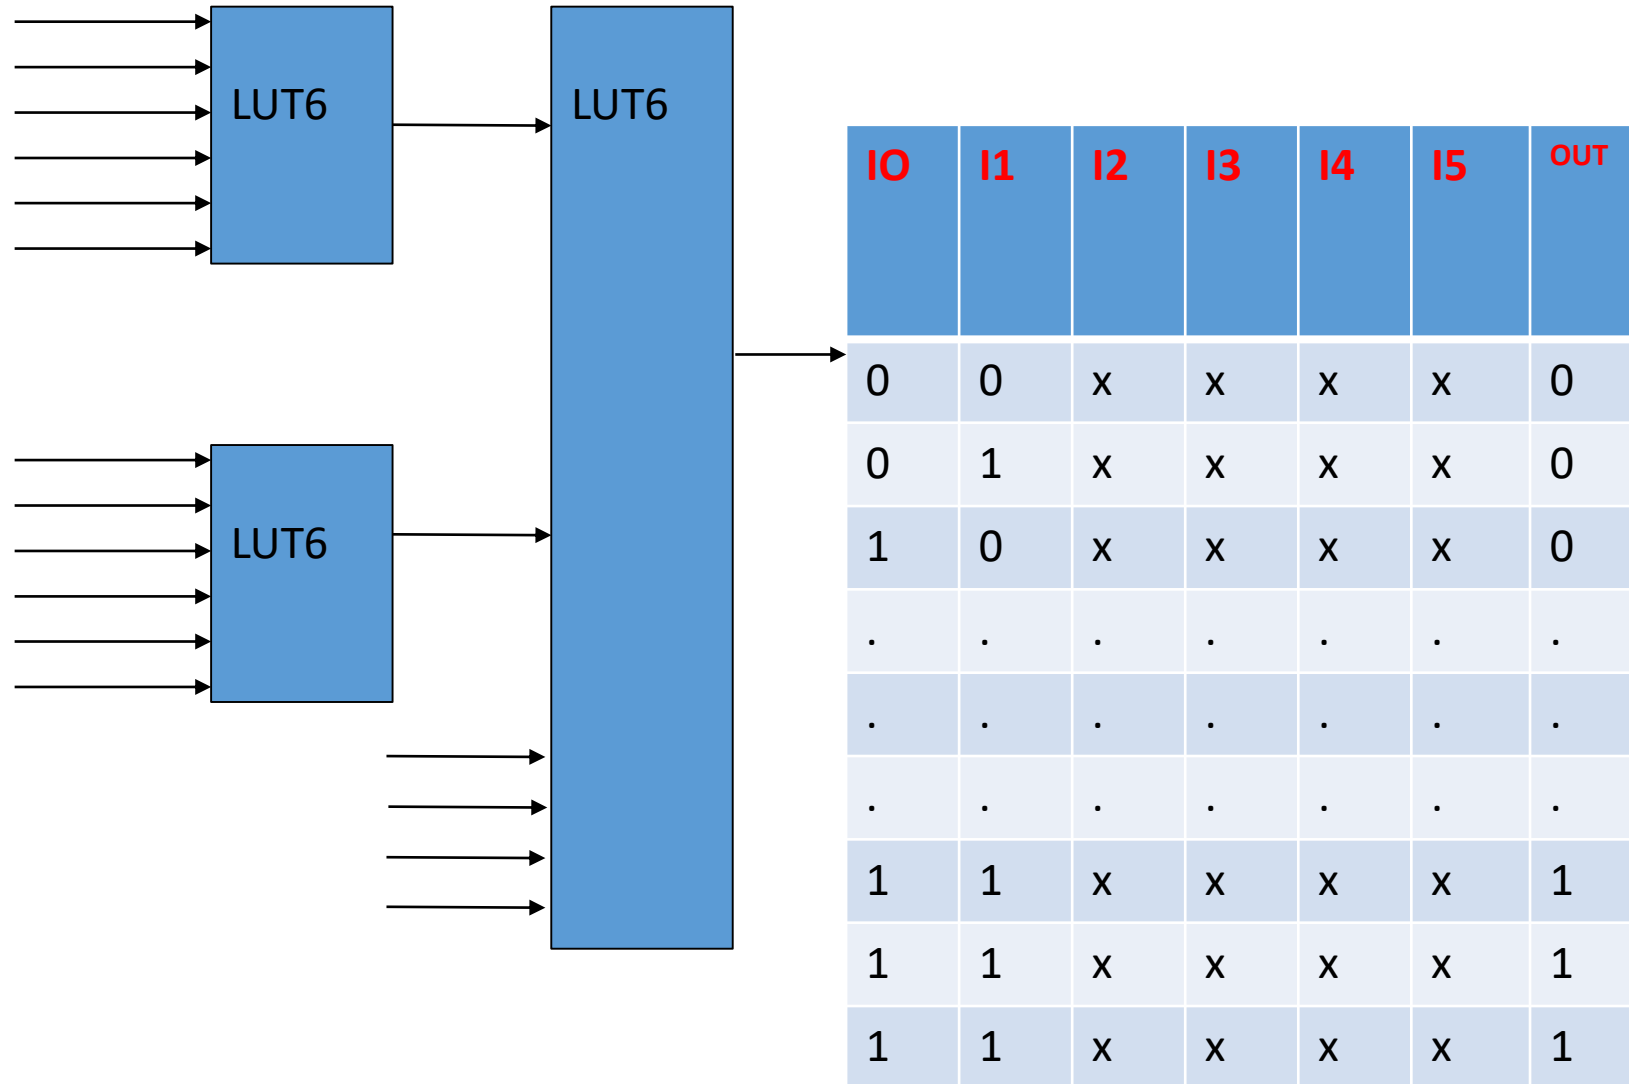 LUT6
LUT6
LUT6
IO I1 I2 I3 I4 I5 OUT
0 0 x x x x 0
0 1 x x x x 0
1 0 x x x x 0
. . . . . . .
. . . . . . .
. . . . . . .
1 1 x x x x 1
1 1 x x x x 1
1 1 x x x x 1